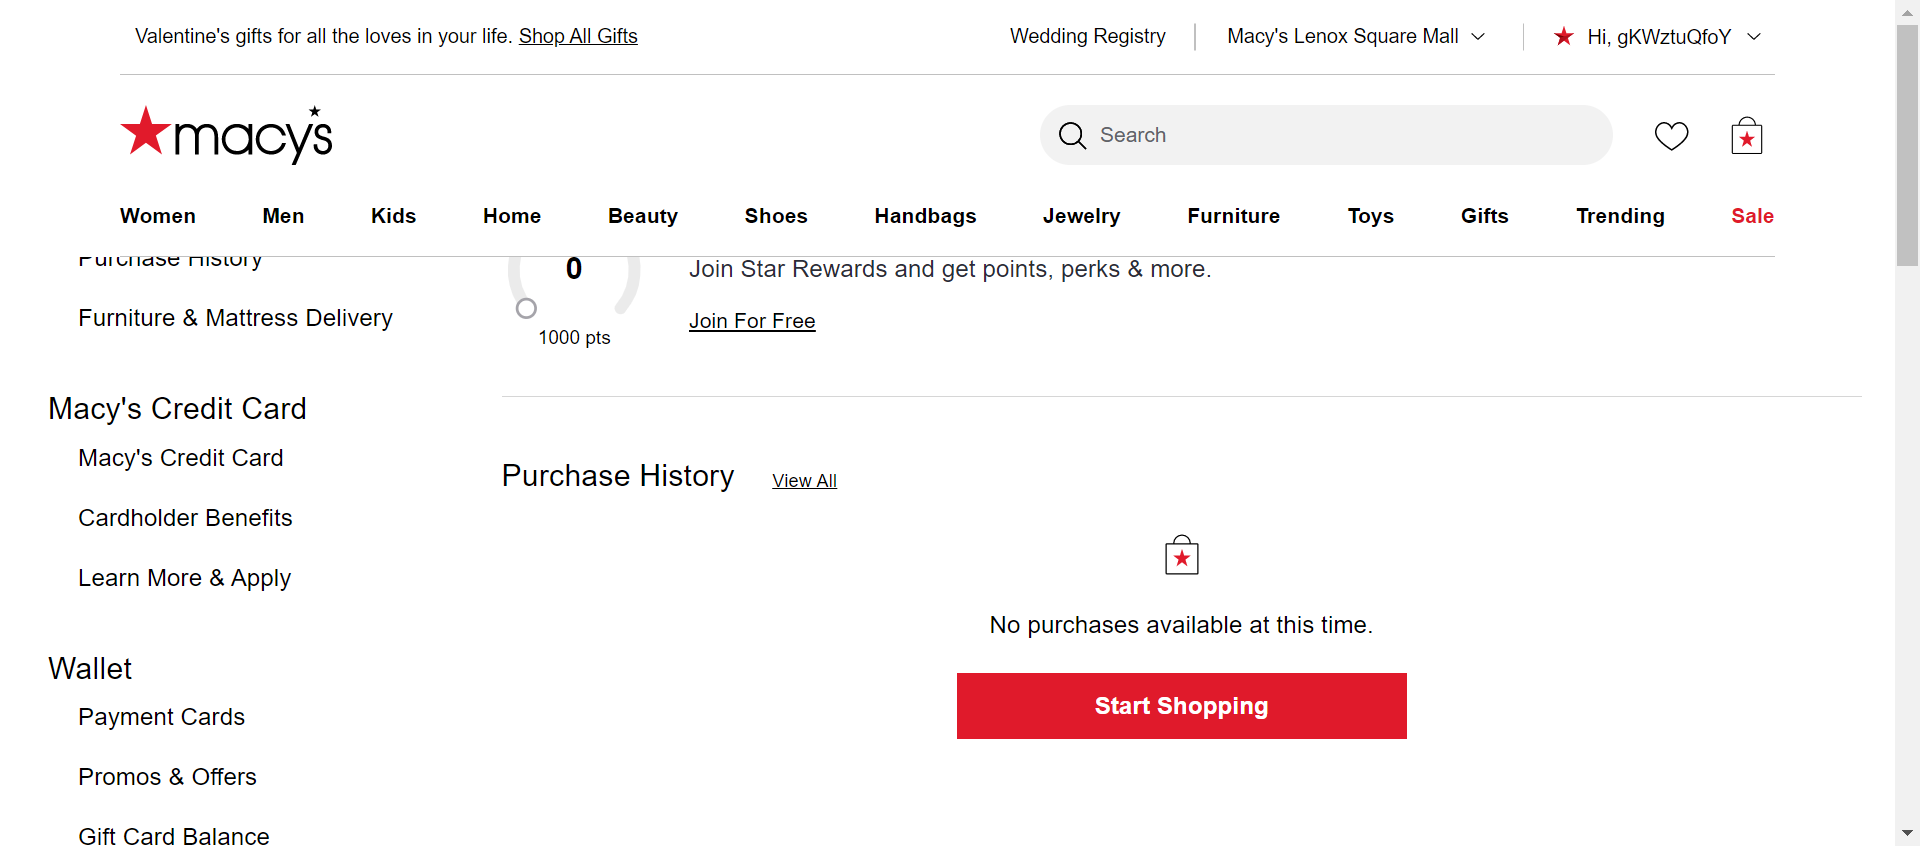 Valentine's gifts for all the loves in your life. Shop All Gifts
Wedding Registry
Macy's Lenox Square Mall
Hi, gKWztuQfoY
macy's
Search
Women
Men
Kids
Home
Beauty
Shoes
Handbags
Jewelry
Furniture
Toys
Gifts
Trending
Sale
Purchase History
Furniture & Mattress Delivery
Macy's Credit Card
Macy's Credit Card
Cardholder Benefits
Learn More & Apply
Wallet
Payment Cards
Promos & Offers
Gift Card Balance
0
1000 pts
Join Star Rewards and get points, perks & more.
Join For Free
Purchase History
View All
No purchases available at this time.
Start Shopping